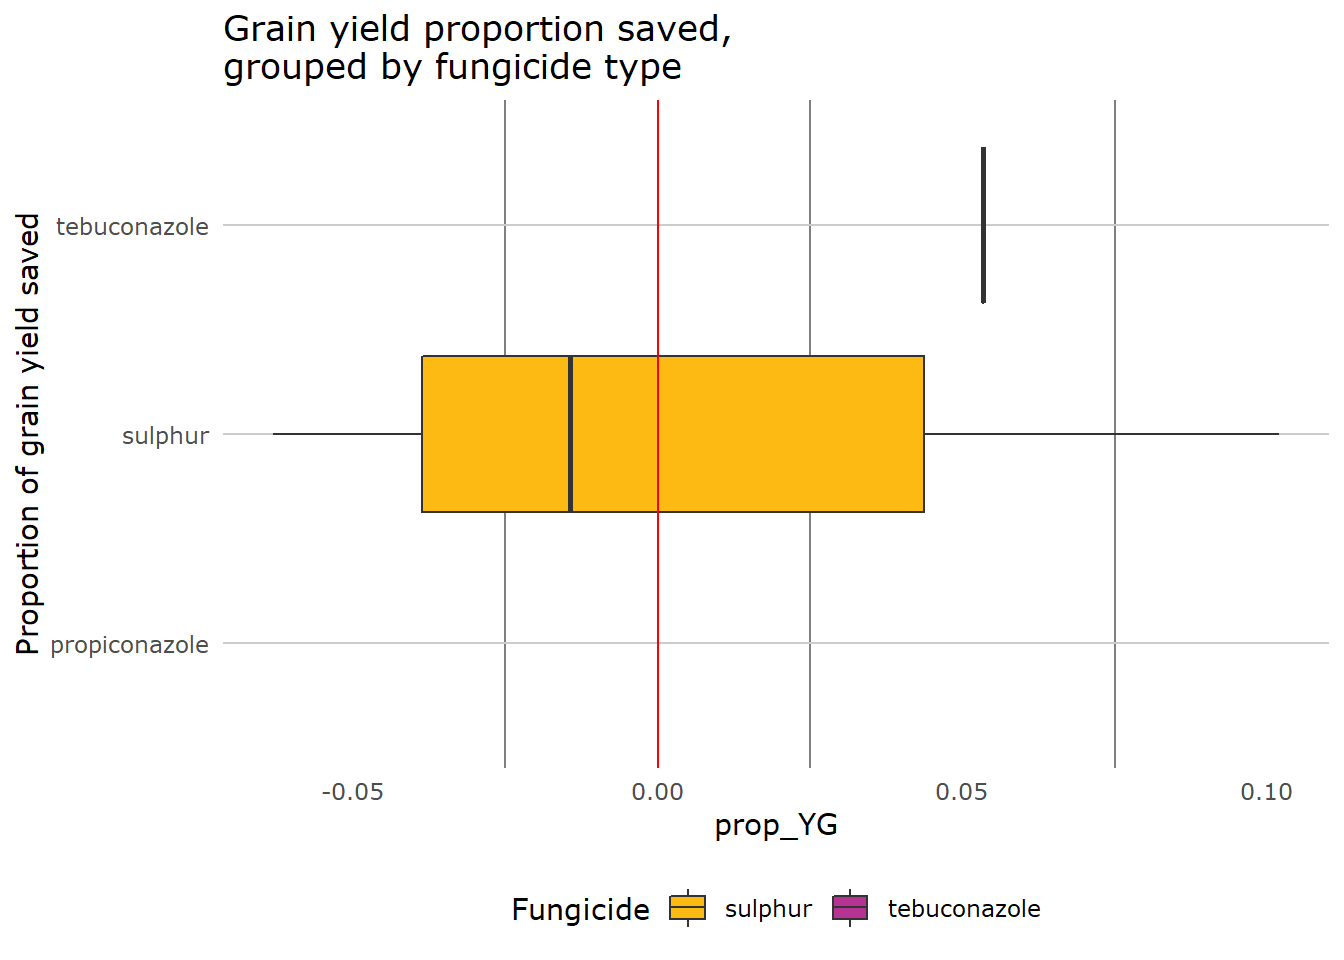 Grain yield proportion saved,
grouped by fungicide type
Proportion of grain yield saved
tebuconazole
sulphur
propiconazole
-0.05 0.00 0.05 0.10
prop_YG
Fungicide sulphur tebuconazole